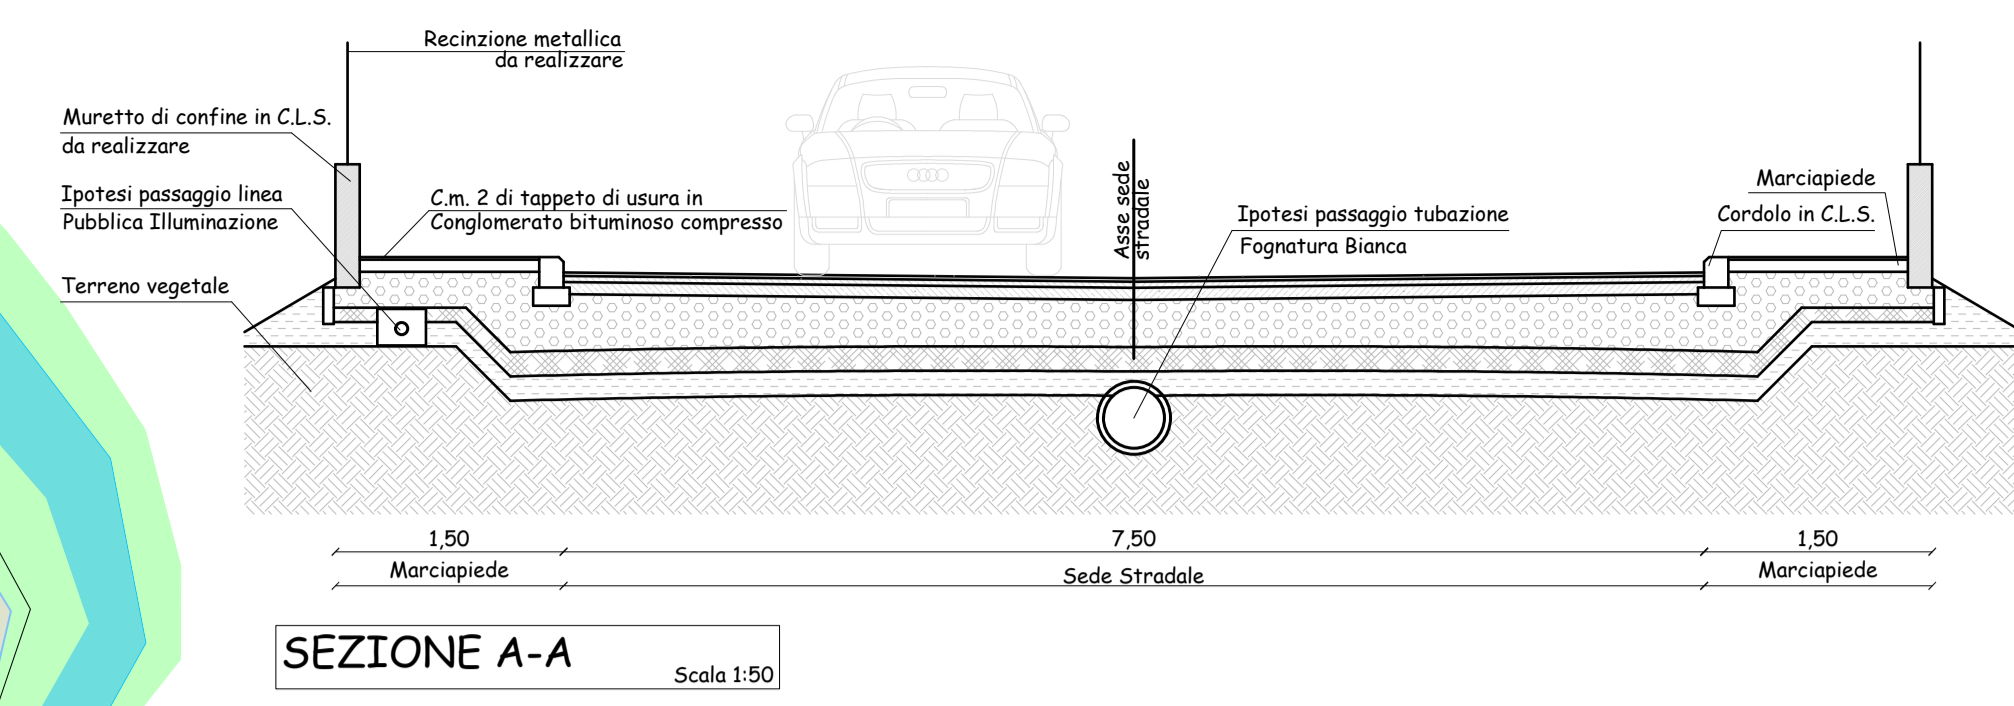 Recinzione metallica
da realizzare
Muretto di confine in C.L.S.
da realizzare
Ipotesi passaggio linea
Pubblica Illuminazione
C.m. 2 di tappeto di usura in
Conglomerato bituminoso compresso
Terreno vegetale
Asse sede
stradale
Ipotesi passaggio tubazione
Fognatura Bianca
Marciapiede
Cordolo in C.L.S.
1,50
7,50
1,50
Marciapiede
Sede Stradale
Marciapiede
SEZIONE A-A
Scala 1:50